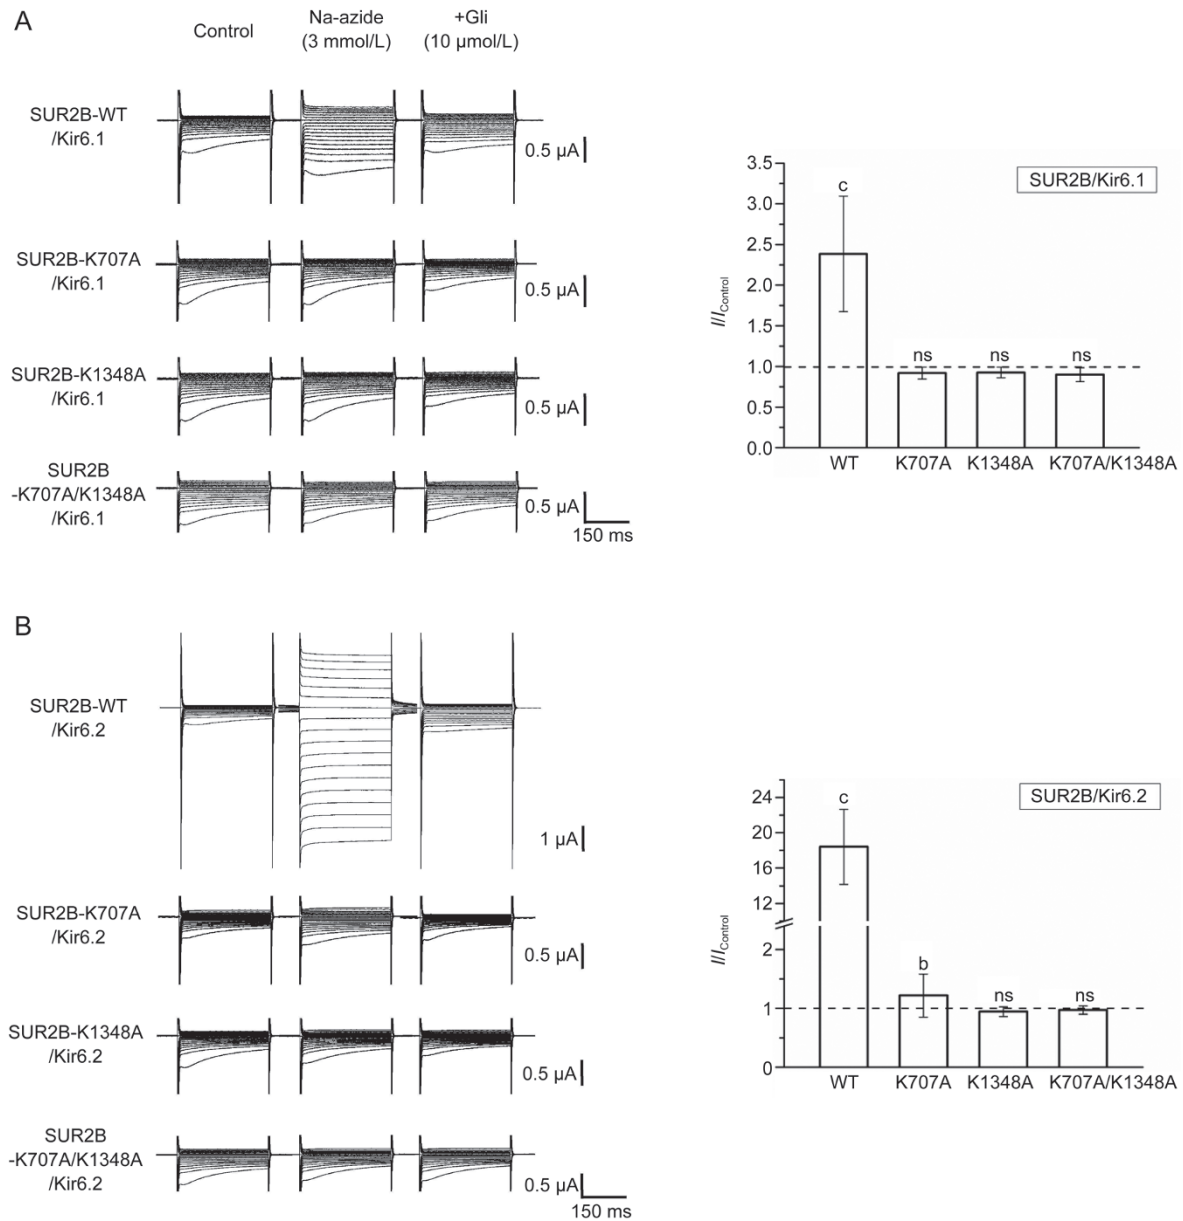 A
Control
Na-azide
(3 mmol/L)
+Gli
(10 µmol/L)
SUR2B-WT
/Kir6.1
0.5 µA
SUR2B-K707A
/Kir6.1
0.5 µA
SUR2B-K1348A
/Kir6.1
0.5 µA
SUR2B
-K707A/K1348A
/Kir6.1
0.5 µA
150 ms
SUR2B/Kir6.1
I/IControl
3.5
3.0
2.5
2.0
1.5
1.0
0.5
0.0
c
ns
ns
ns
WT
K707A
K1348A
K707A/K1348A
B
SUR2B-WT
/Kir6.2
1 µA
SUR2B-K707A
/Kir6.2
0.5 µA
SUR2B-K1348A
/Kir6.2
0.5 µA
SUR2B
-K707A/K1348A
/Kir6.2
0.5 µA
150 ms
SUR2B/Kir6.2
I/IControl
24
20
18
16
12
2
1
0
c
b
ns
ns
WT
K707A
K1348A
K707A/K1348A